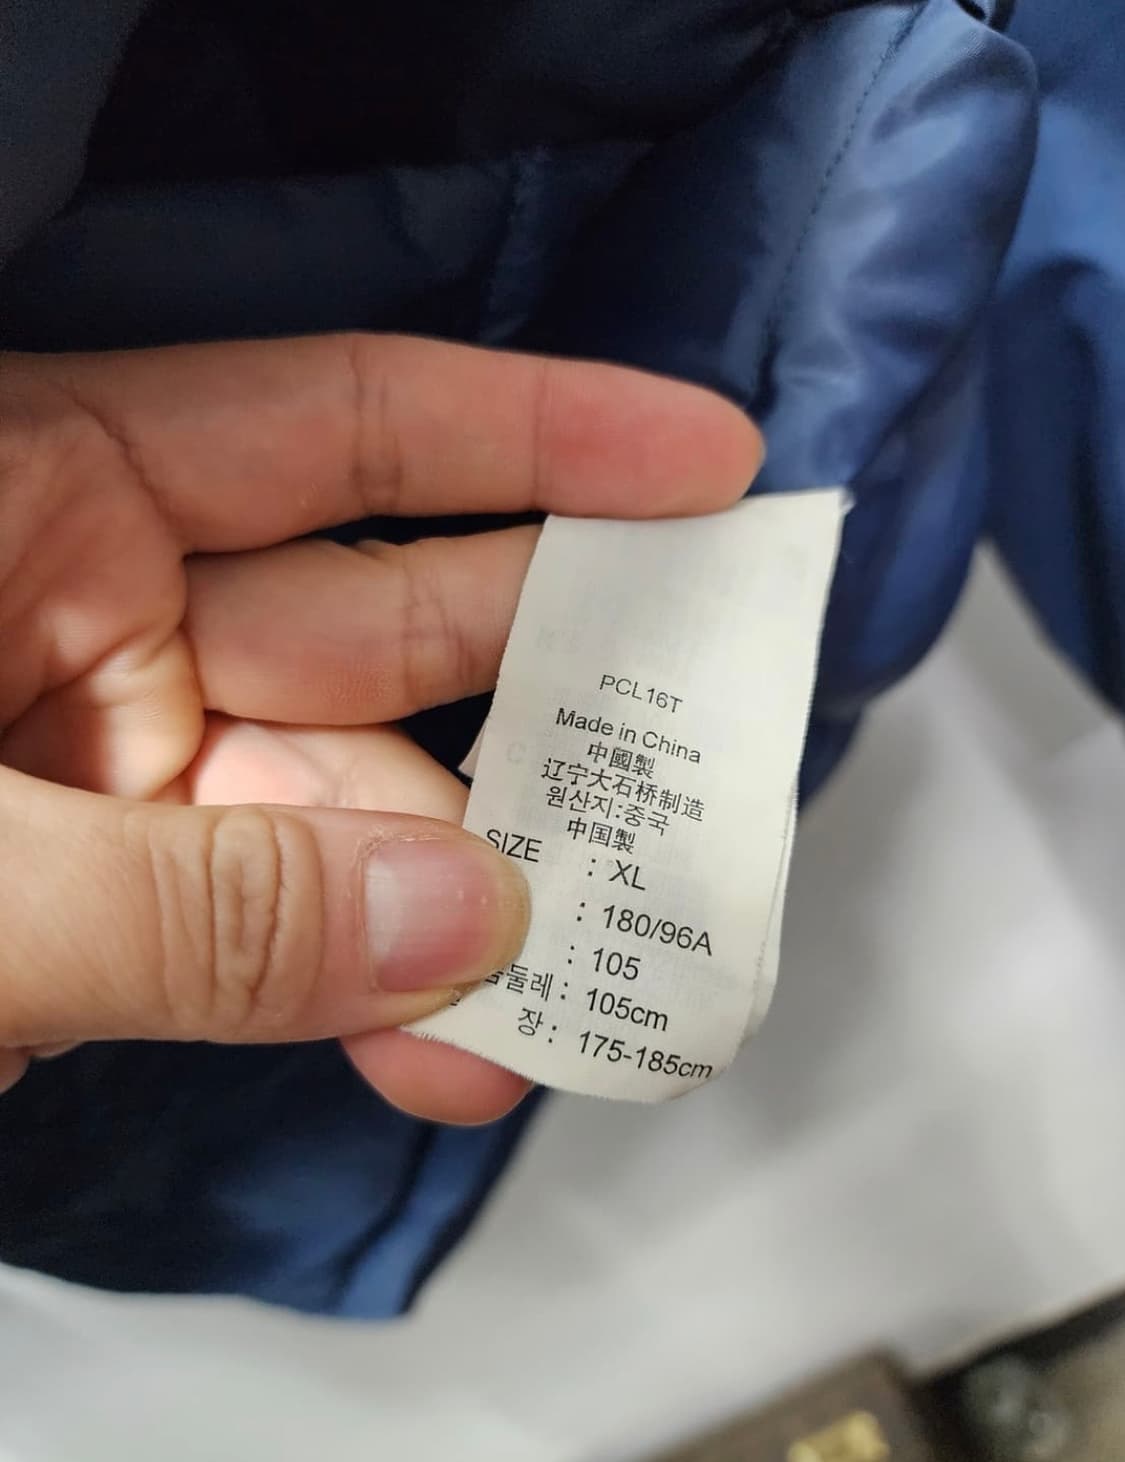 PCL16T
Made in China
中國製
辽宁大石桥制造
원산지:중국
中国製
SIZE : XL
: 180/96A
: 105
둘레 : 105cm
장 : 175-185cm